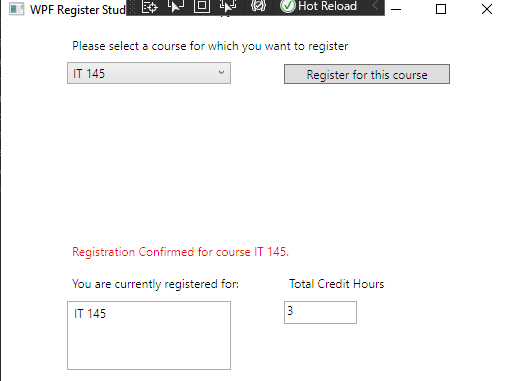 WPF Register Stud
Hot Reload
Please select a course for which you want to register
IT 145
Register for this course
Registration Confirmed for course IT 145.
You are currently registered for:
Total Credit Hours
IT 145
3